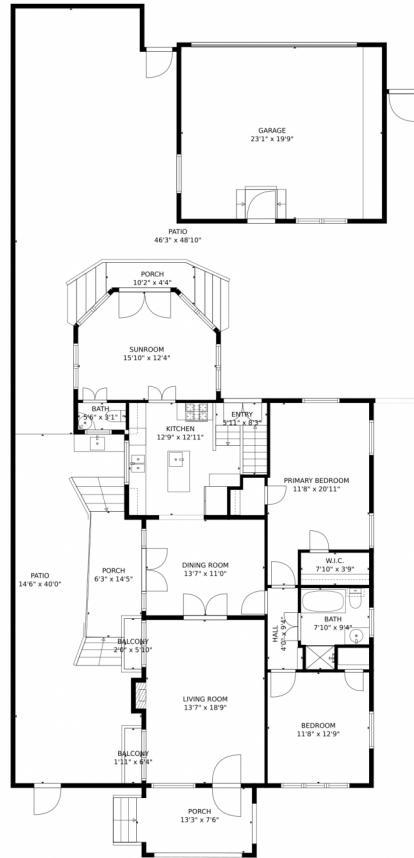 GARAGE
23'1" x 19'9"
PATIO
46'3" x 48'10"
PORCH
10'2" x 4'4"
SUNROOM
15'10" x 12'4"
BATH
5'6" x 3'1"
ENTRY
5'11" x 8'3"
KITCHEN
12'9" x 12'11"
PRIMARY BEDROOM
11'8" x 20'11"
W.I.C.
7'10" x 3'9"
DINING ROOM
13'7" x 11'0"
PORCH
6'3" x 14'5"
PATIO
14'6" x 40'0"
BATH
7'10" x 9'4"
HALL
4'0" x 9'4"
BALCONY
2'0" x 5'10"
LIVING ROOM
13'7" x 18'9"
BEDROOM
11'8" x 12'9"
BALCONY
1'11" x 6'4"
PORCH
13'3" x 7'6"